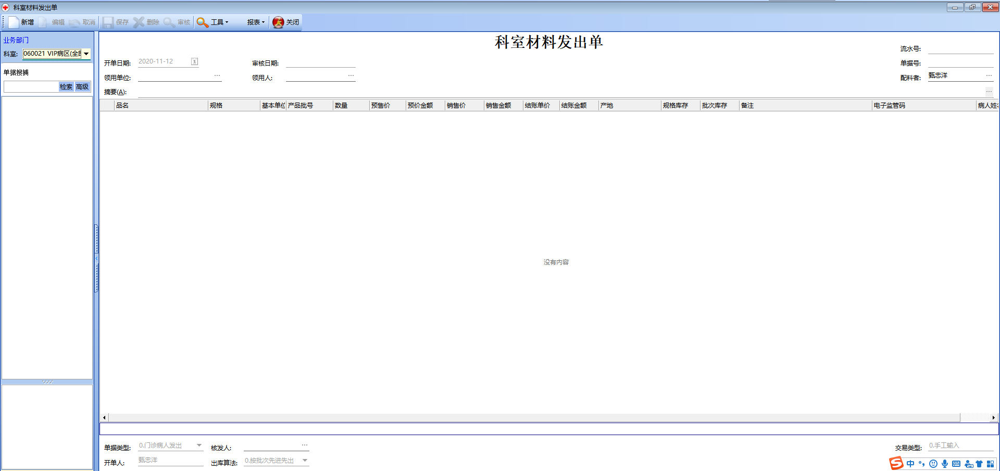 科室材料发出单
新增 编辑 取消 保存 删除 审核 工具 报表 关闭
业务部门
科室: 060021 VIP病区(全
单据搜捕
检索 高级
科室材料发出单
流水号:
开单日期: 2020-11-12 审核日期: 单据号:
领用单位: 领用人: 配料者: 甄忠洋
摘要(A):
品名 规格 基本单位 产品批号 数量 预售价 预价金额 销售价 销售金额 结账单价 结账金额 产地 规格库存 批次库存 备注 电子监管码 病人姓
没有内容
单据类型: 0.门诊病人发出 核发人: 交易类型: 0.手工输入
开单人: 甄忠洋 出库算法: 0.按批次先进先出
S 中